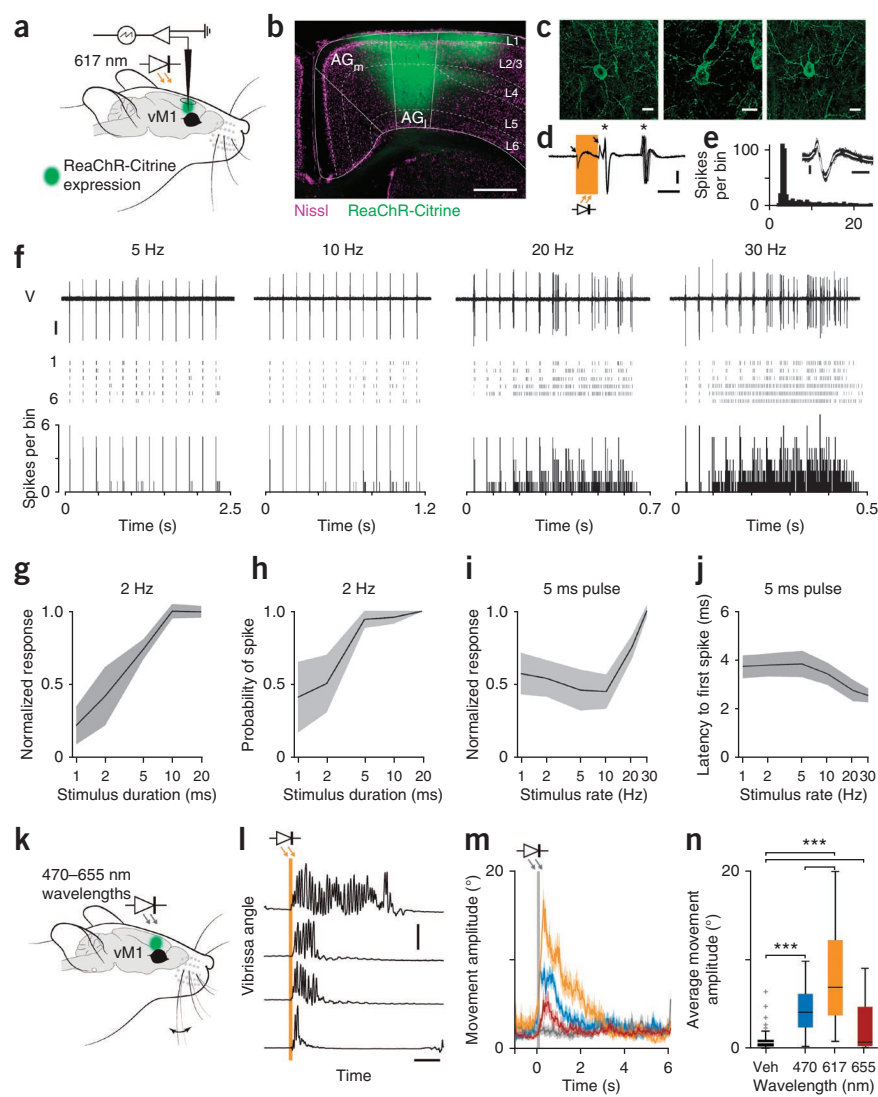 a
617 nm
vM1
ReaChR-Citrine
expression
b
AGm
AGl
L1
L2/3
L4
L5
L6
Nissl ReaChR-Citrine
c
d
* *
e
Spikes
per bin
100
50
0
0 20
f
5 Hz 10 Hz 20 Hz 30 Hz
V
1
6
Spikes per bin
6
0
0 2.5 0 1.2 0 0.7 0 0.5
Time (s) Time (s) Time (s) Time (s)
g
2 Hz
Normalized response
1.0
0.5
0
1 2 5 10 20
Stimulus duration (ms)
h
2 Hz
Probability of spike
1.0
0.5
0
1 2 5 10 20
Stimulus duration (ms)
i
5 ms pulse
Normalized response
1.0
0.5
0
1 2 5 10 20 30
Stimulus rate (Hz)
j
5 ms pulse
Latency to first spike (ms)
6
4
2
0
1 2 5 10 20 30
Stimulus rate (Hz)
k
470–655 nm
wavelengths
vM1
l
Vibrissa angle
Time
m
Movement amplitude (°)
20
0
0 2 4 6
Time (s)
n
Average movement
amplitude (°)
20
0
***
***
Veh 470 617 655
Wavelength (nm)